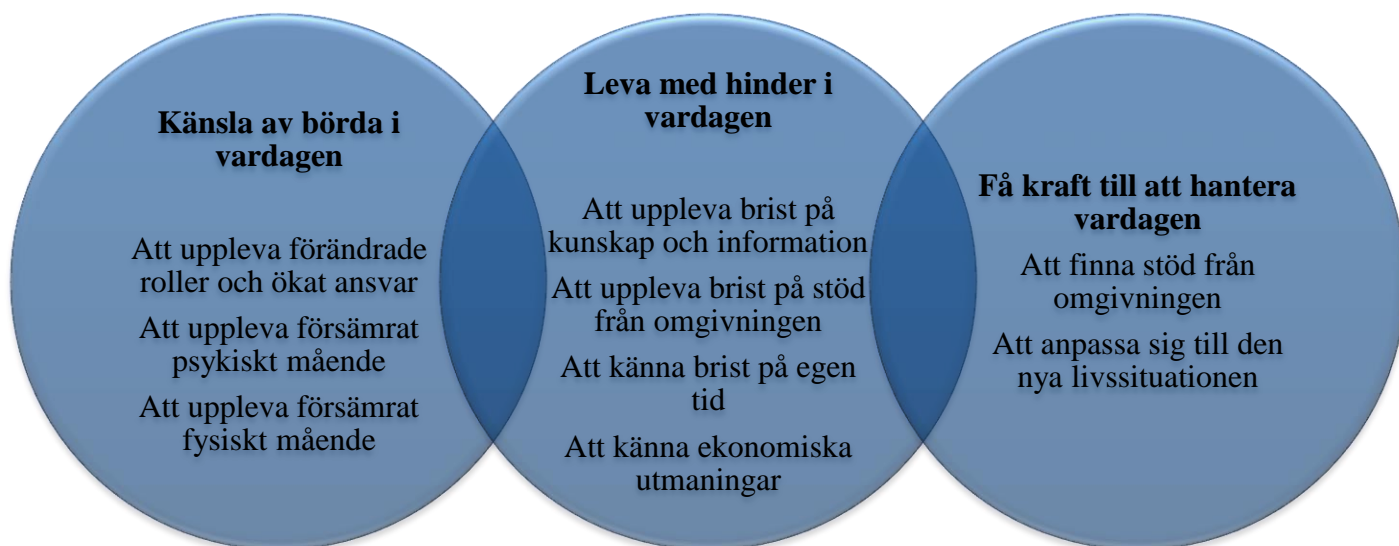 Känsla av börda i
vardagen
Att uppleva förändrade
roller och ökat ansvar
Att uppleva försämrat
psykiskt mående
Att uppleva försämrat
fysiskt mående
Leva med hinder i
vardagen
Att uppleva brist på
kunskap och information
Att uppleva brist på stöd
från omgivningen
Att känna brist på egen
tid
Att känna ekonomiska
utmaningar
Få kraft till att hantera
vardagen
Att finna stöd från
omgivningen
Att anpassa sig till den
nya livssituationen